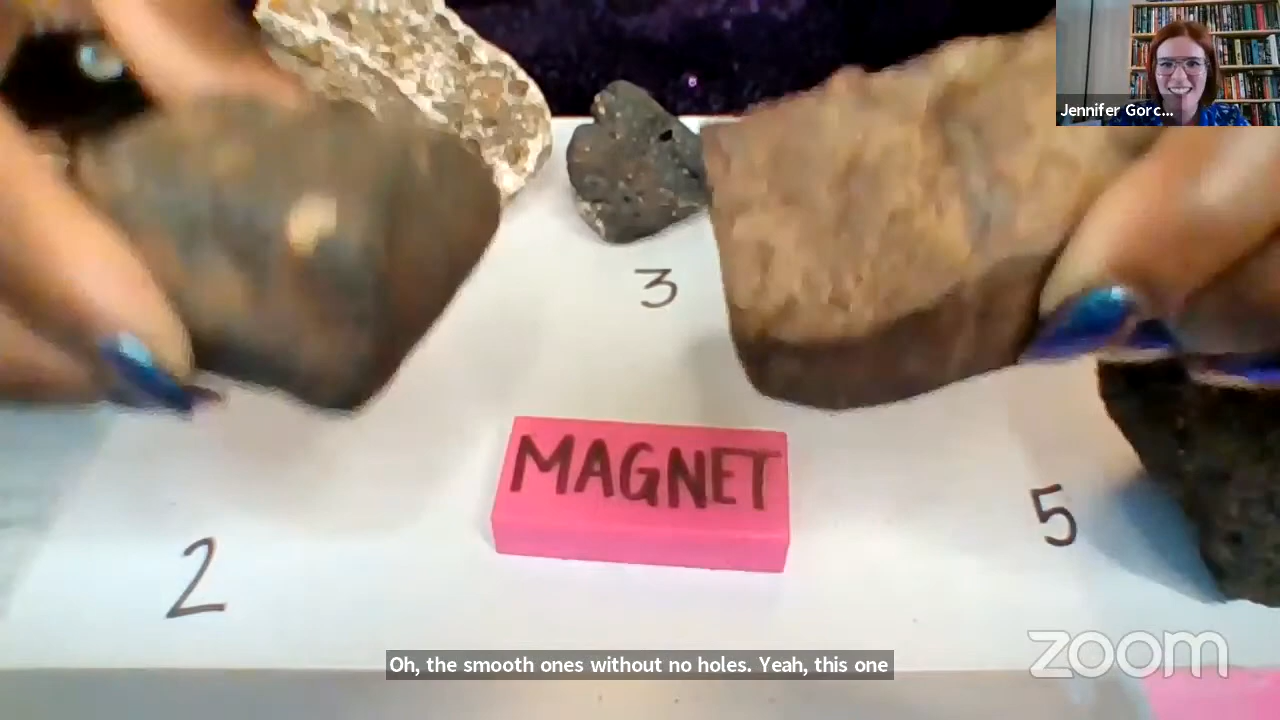 Jennifer Gorc...
3
MAGNET
5
2
Oh, the smooth ones without no holes. Yeah, this one
zoom